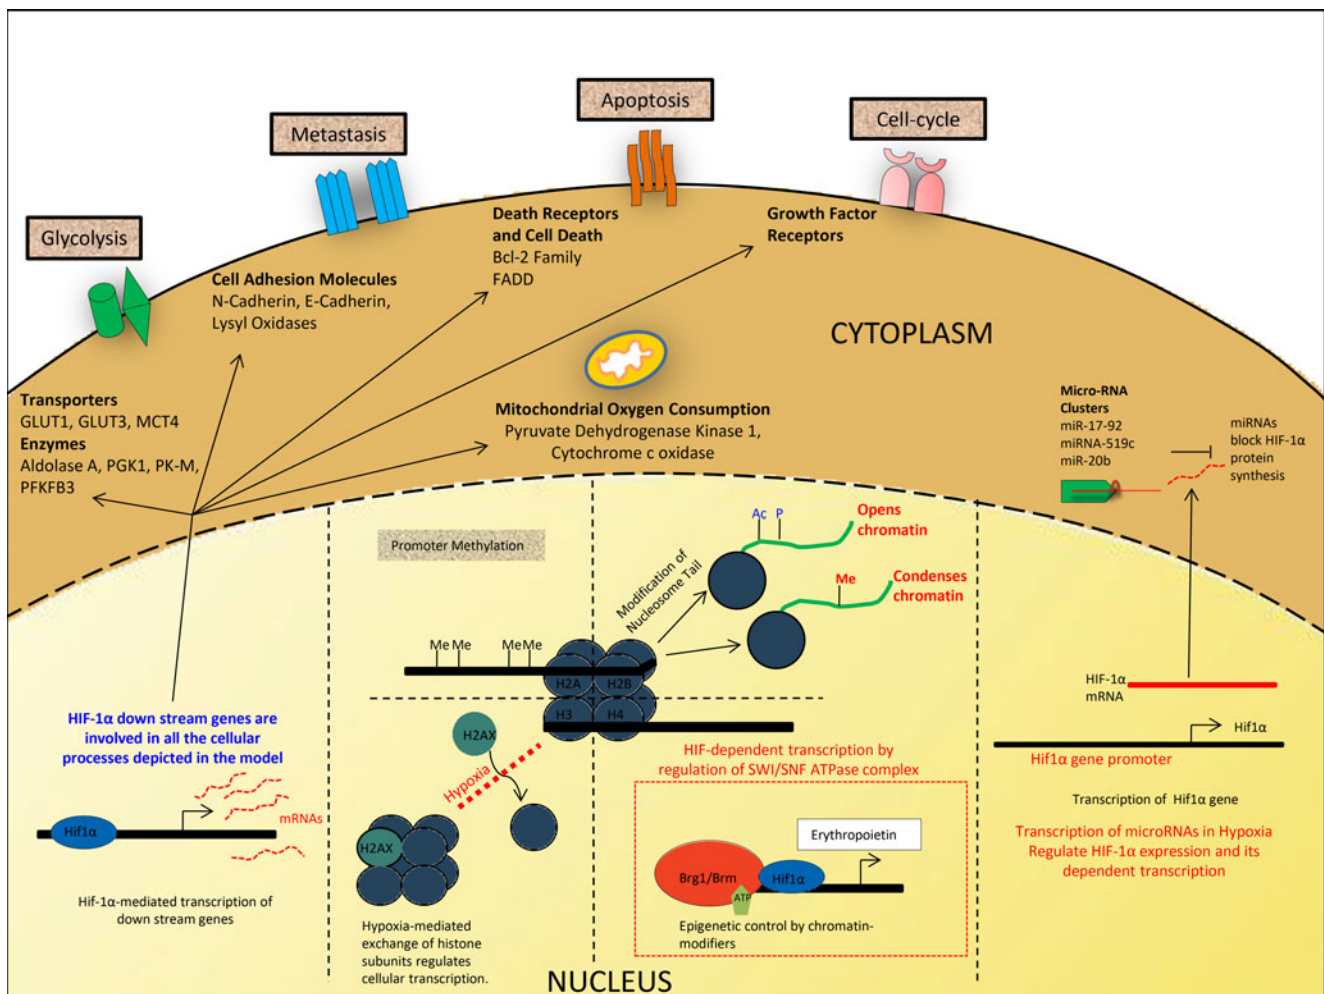 Apoptosis
Cell-cycle
Metastasis
Glycolysis
Death Receptors
and Cell Death
Bcl-2 Family
FADD
Growth Factor
Receptors
Cell Adhesion Molecules
N-Cadherin, E-Cadherin,
Lysyl Oxidases
CYTOPLASM
Transporters
GLUT1, GLUT3, MCT4
Enzymes
Aldolase A, PGK1, PK-M,
PFKFB3
Mitochondrial Oxygen Consumption
Pyruvate Dehydrogenase Kinase 1,
Cytochrome c oxidase
Micro-RNA
Clusters
miR-17-92
miRNA-519c
miR-20b
miRNAs
block HIF-1α
protein
synthesis
HIF-1α down stream genes are
involved in all the cellular
processes depicted in the model
mRNAs
Hif1α
Hif-1α-mediated transcription of
down stream genes
Promoter Methylation
Me Me
Me Me
Modification of
Nucleosome Tail
Ac P
Opens
chromatin
Me
Condenses
chromatin
H2A H2B
H3 H4
H2AX
Hypoxia
H2AX
Hypoxia-mediated
exchange of histone
subunits regulates
cellular transcription.
HIF-dependent transcription by
regulation of SWI/SNF ATPase complex
Erythropoietin
Brg1/Brm
Hif1α
ATP
Epigenetic control by chromatin-
modifiers
HIF-1α
mRNA
Hif1α
Hif1α gene promoter
Transcription of Hif1α gene
Transcription of microRNAs in Hypoxia
Regulate HIF-1α expression and its
dependent transcription
NUCLEUS